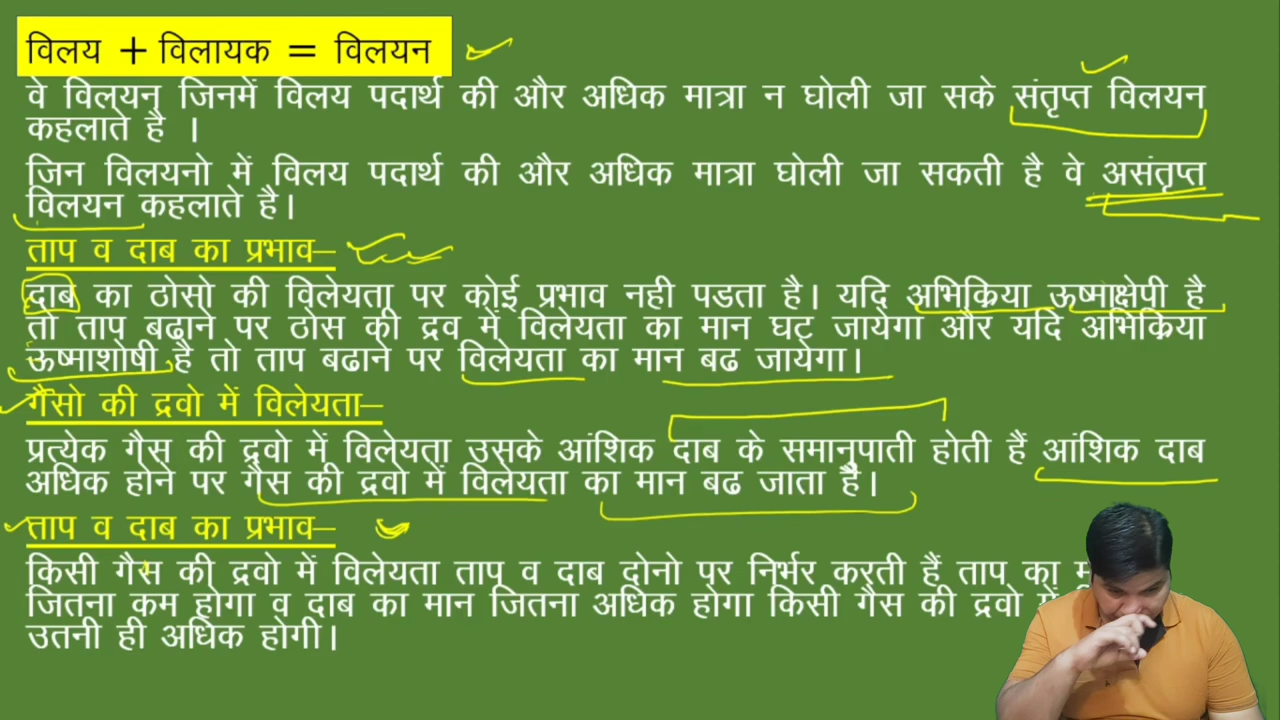 विलय + विलायक = विलयन
वे विलयन जिनमें विलय पदार्थ की और अधिक मात्रा न घोली जा सके संतृप्त विलयन
कहलाते है ।
जिन विलयनो में विलय पदार्थ की और अधिक मात्रा घोली जा सकती है वे असंतृप्त
विलयन कहलाते है।
ताप व दाब का प्रभाव–
दाब का ठोसो की विलेयता पर कोई प्रभाव नही पडता है। यदि अभिक्रिया ऊष्माक्षेपी है
तो ताप बढाने पर ठोस की द्रव में विलेयता का मान घट जायेगा और यदि अभिक्रिया
ऊष्माशोषी है तो ताप बढाने पर विलेयता का मान बढ जायेगा।
गैसो की द्रवो में विलेयता–
प्रत्येक गैस की द्रवो में विलेयता उसके आंशिक दाब के समानुपाती होती हैं आंशिक दाब
अधिक होने पर गैस की द्रवो में विलेयता का मान बढ जाता है।
ताप व दाब का प्रभाव–
किसी गैस की द्रवो में विलेयता ताप व दाब दोनो पर निर्भर करती हैं ताप का
जितना कम होगा व दाब का मान जितना अधिक होगा किसी गैस की द्रवो में
उतनी ही अधिक होगी।